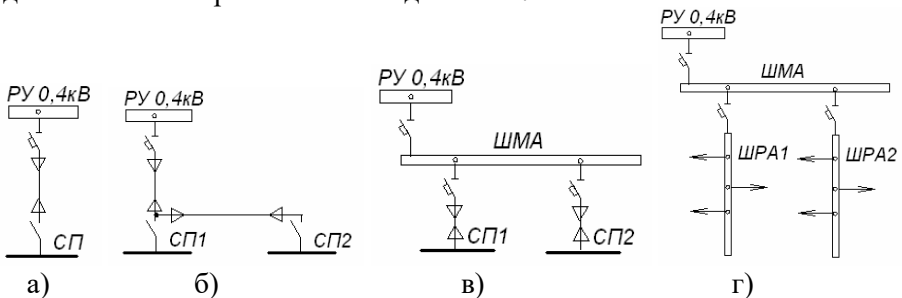 РУ 0,4кВ
СП
а)
РУ 0,4кВ
СП1
СП2
б)
РУ 0,4кВ
ШМА
СП1
СП2
в)
РУ 0,4кВ
ШМА
ШРА1
ШРА2
г)